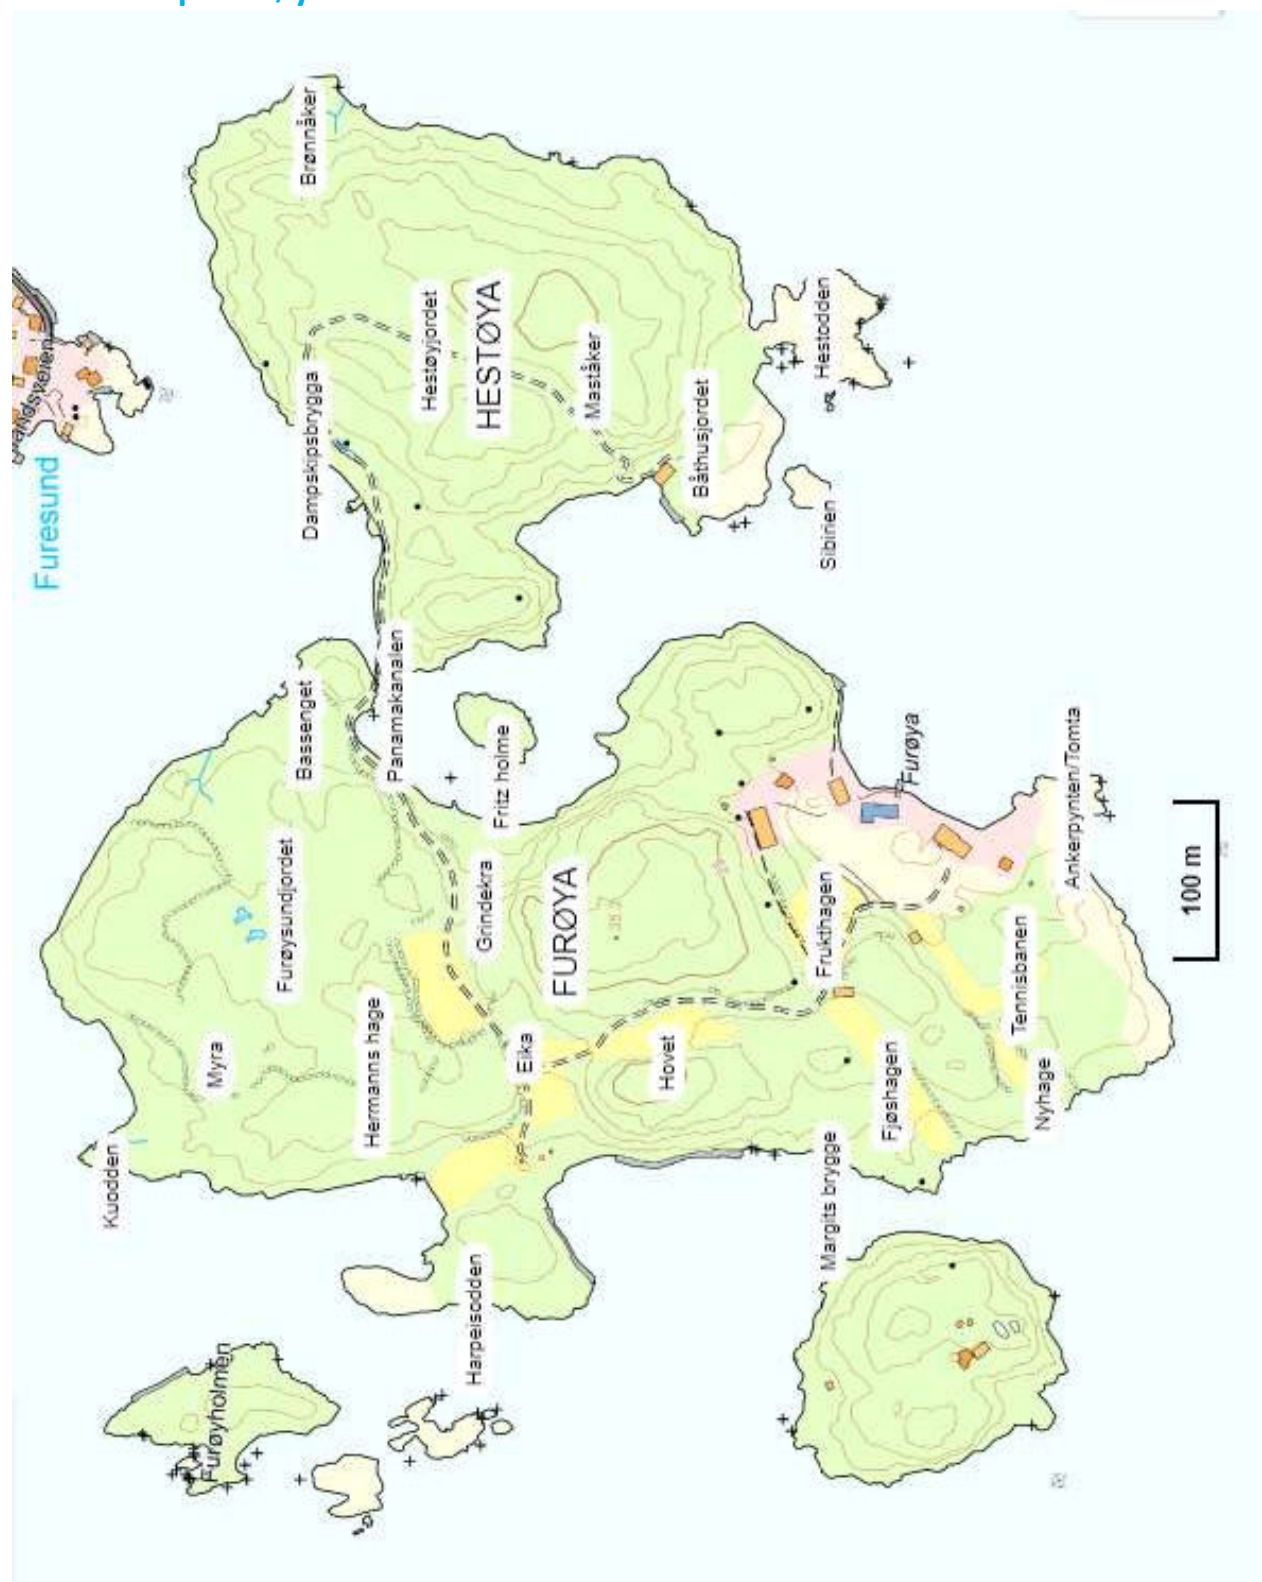 Furesund
Kuodden
Furøyholmen
Myra
Furøysundjordet
Bassenget
Dampskipsbrygga
Brønnåker
Hermanns hage
Panamakanalen
Hestøyjordet
Harpeisodden
Grindekra
HESTØYA
Fritz holme
Eika
FURØYA
Maståker
Hovet
Båthusjordet
Margits brygge
Frukthagen
Sibirien
Hestodden
Fjøshagen
Furøya
Tennisbanen
Nyhage
Ankerpynten/Tomta
100 m